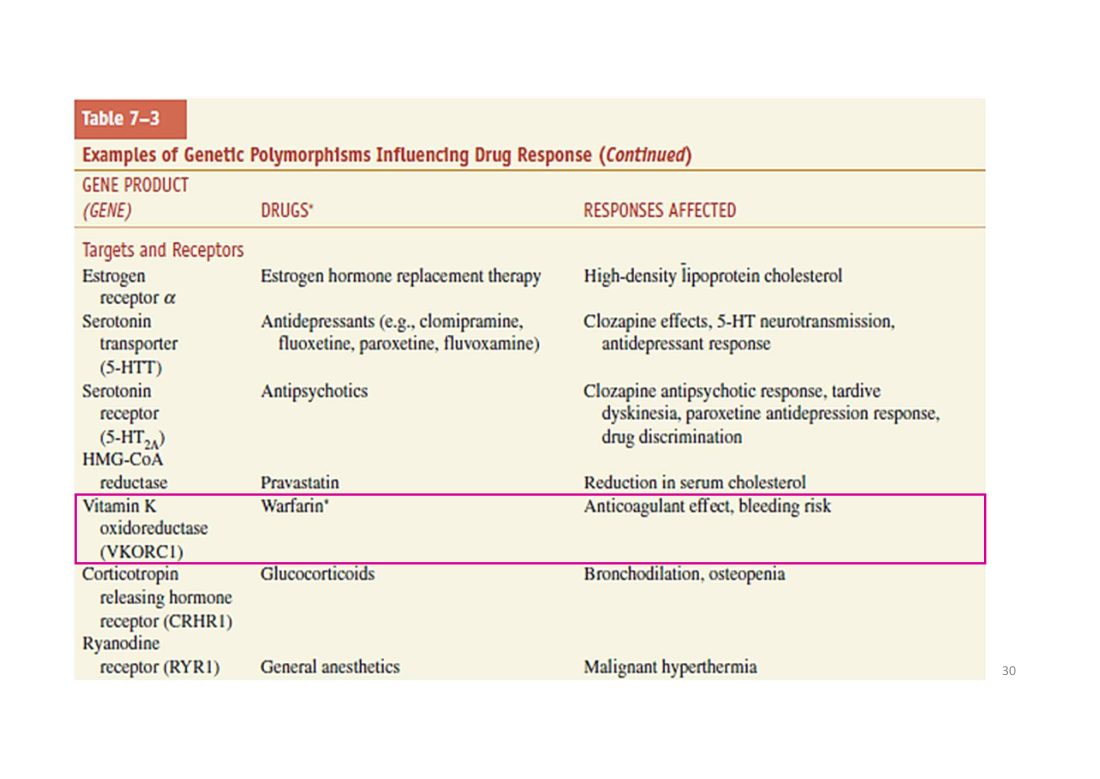 Table 7–3
Examples of Genetic Polymorphisms Influencing Drug Response (Continued)
GENE PRODUCT
(GENE) DRUGS* RESPONSES AFFECTED
Targets and Receptors
Estrogen Estrogen hormone replacement therapy High-density lipoprotein cholesterol
receptor α
Serotonin Antidepressants (e.g., clomipramine, Clozapine effects, 5-HT neurotransmission,
transporter fluoxetine, paroxetine, fluvoxamine) antidepressant response
(5-HTT)
Serotonin Antipsychotics Clozapine antipsychotic response, tardive
receptor dyskinesia, paroxetine antidepression response,
(5-HT2A) drug discrimination
HMG-CoA
reductase Pravastatin Reduction in serum cholesterol
Vitamin K Warfarin* Anticoagulant effect, bleeding risk
oxidoreductase
(VKORC1)
Corticotropin Glucocorticoids Bronchodilation, osteopenia
releasing hormone
receptor (CRHR1)
Ryanodine
receptor (RYR1) General anesthetics Malignant hyperthermia
30